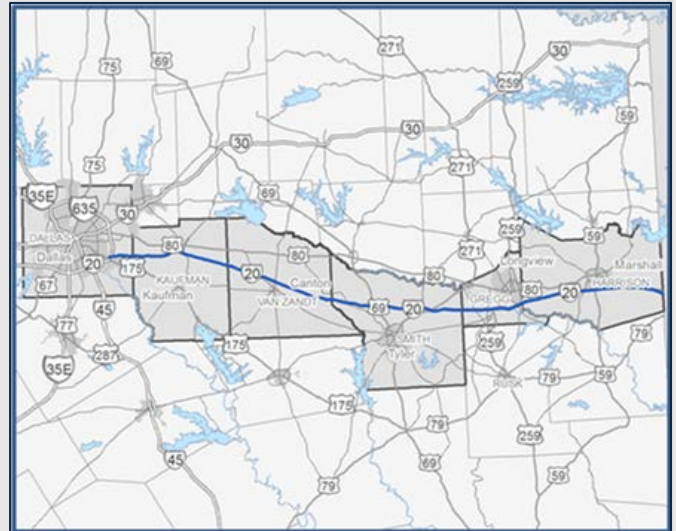 271
75
69
30
259
59
30
30
75
271
35E
635
30
69
DALLAS
Dallas
80
80
259
271
59
Longview
Marshall
20
175
67
KAUFMAN
Kaufman
20
Canton
VAN ZANDT
80
80
GREGG
20
HARRISON
45
69
20
77
SMITH
Tyler
79
287
175
259
35E
RUSK
79
59
175
79
45
69
259
79
59